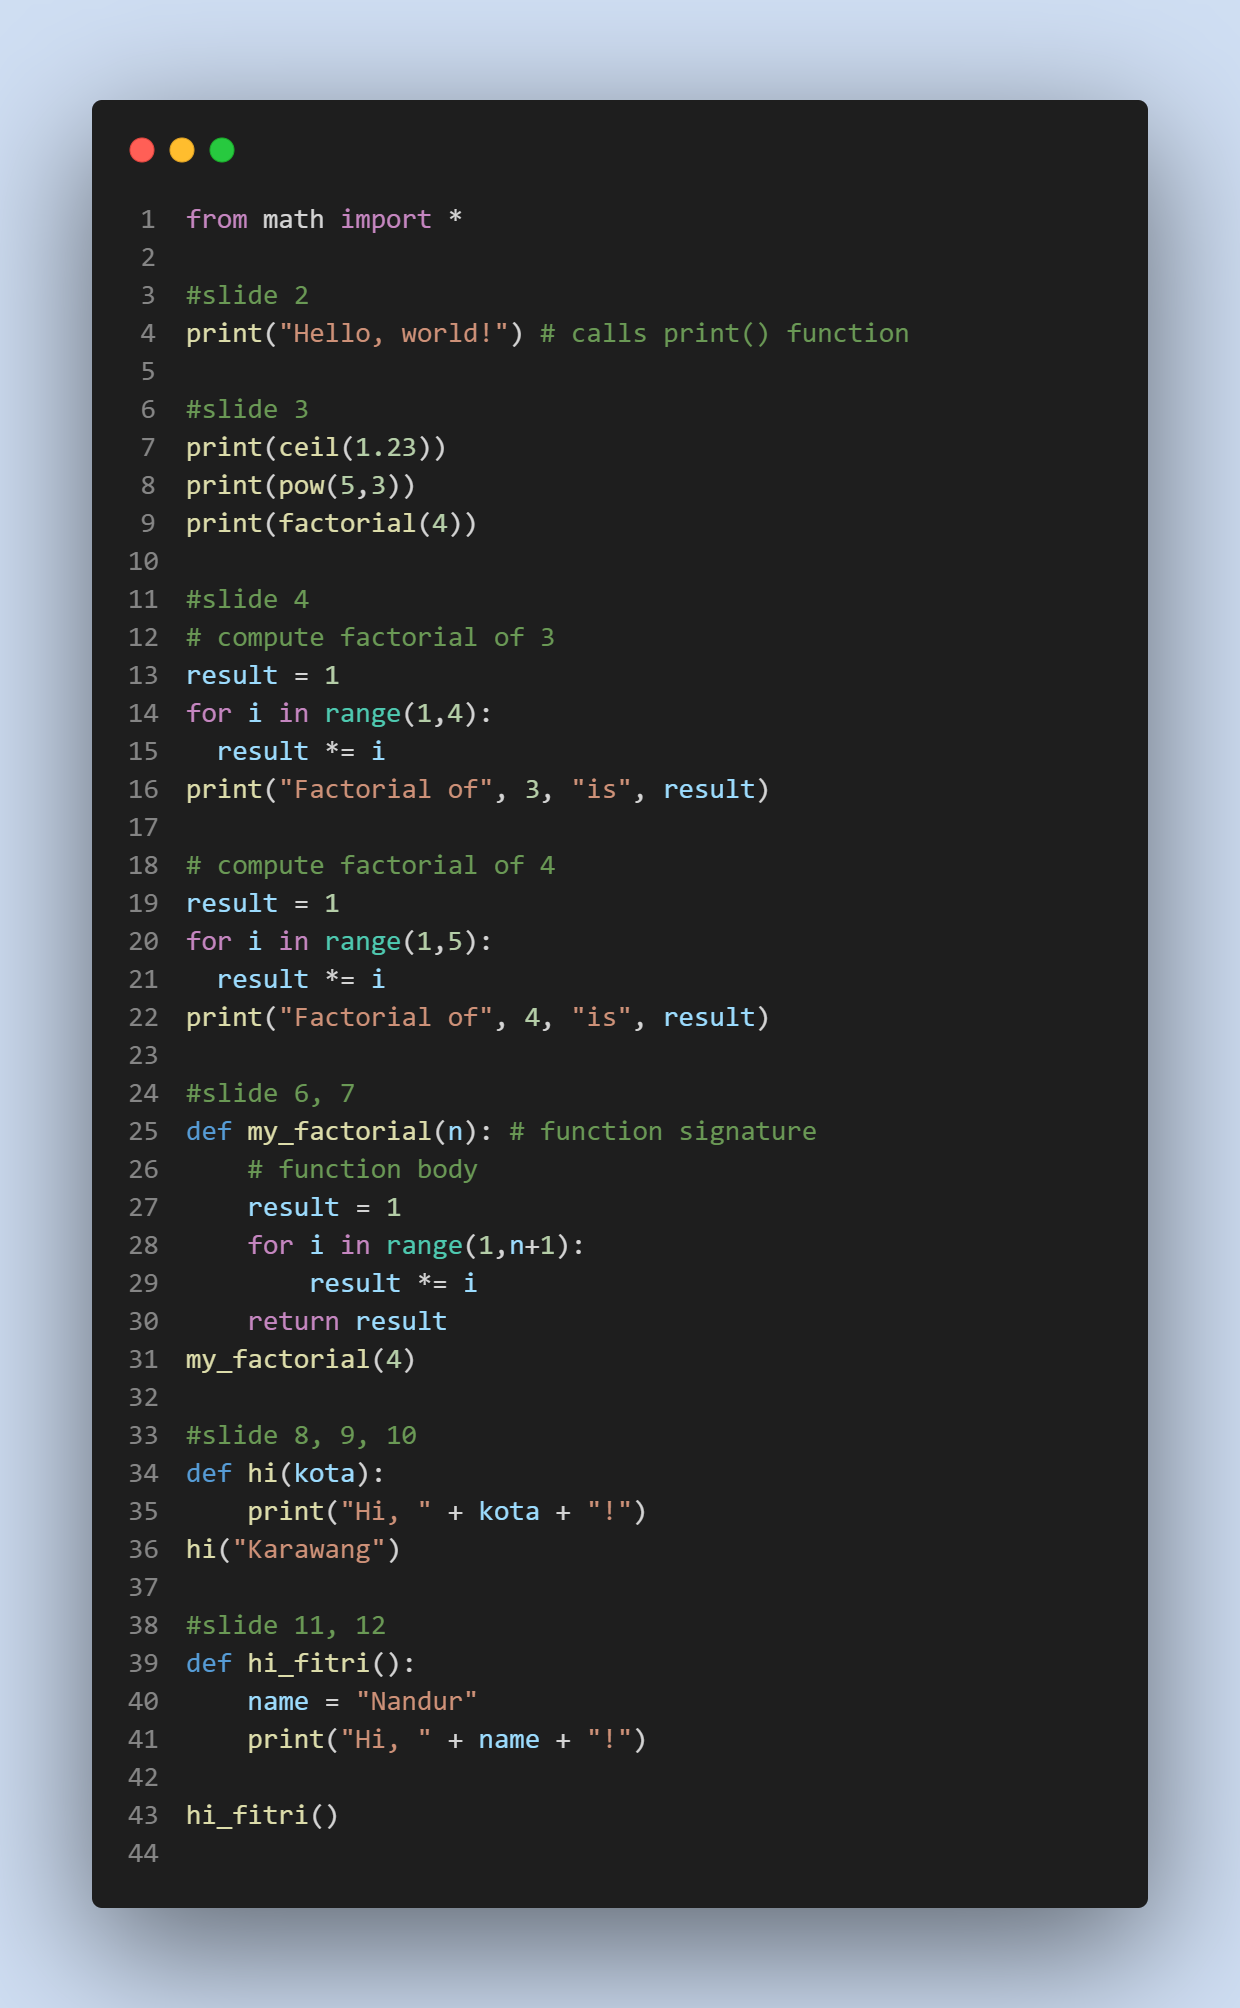 1 from math import *
2
3 #slide 2
4 print("Hello, world!") # calls print() function
5
6 #slide 3
7 print(ceil(1.23))
8 print(pow(5,3))
9 print(factorial(4))
10
11 #slide 4
12 # compute factorial of 3
13 result = 1
14 for i in range(1,4):
15   result *= i
16 print("Factorial of", 3, "is", result)
17
18 # compute factorial of 4
19 result = 1
20 for i in range(1,5):
21   result *= i
22 print("Factorial of", 4, "is", result)
23
24 #slide 6, 7
25 def my_factorial(n): # function signature
26     # function body
27     result = 1
28     for i in range(1,n+1):
29         result *= i
30     return result
31 my_factorial(4)
32
33 #slide 8, 9, 10
34 def hi(kota):
35     print("Hi, " + kota + "!")
36 hi("Karawang")
37
38 #slide 11, 12
39 def hi_fitri():
40     name = "Nandur"
41     print("Hi, " + name + "!")
42
43 hi_fitri()
44